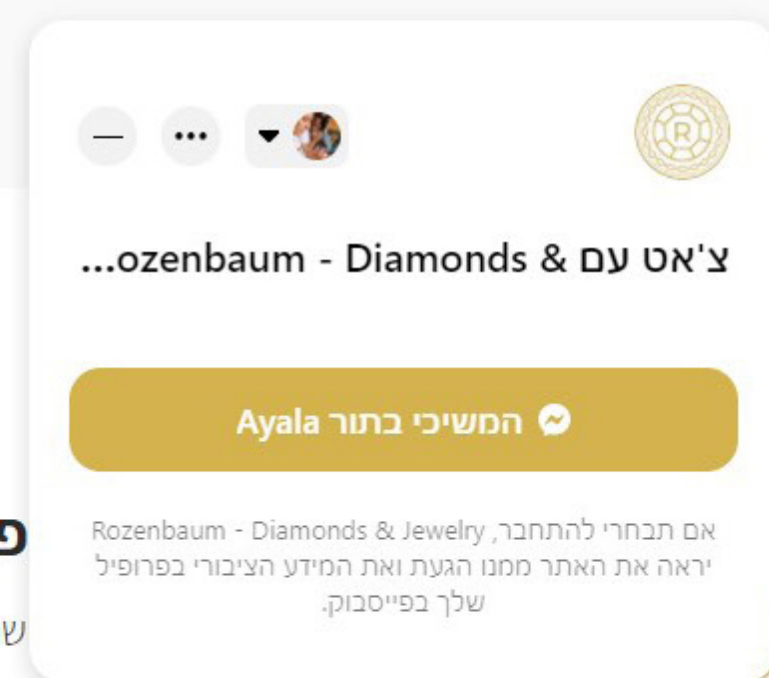 R
צ'אט עם Diamonds & - ozenbaum...
המשיכי בתור Ayala
אם תבחרי להתחבר, Rozenbaum - Diamonds & Jewelry
יראה את האתר ממנו הגעת ואת המידע הציבורי בפרופיל
שלך בפייסבוק.
פ
ש